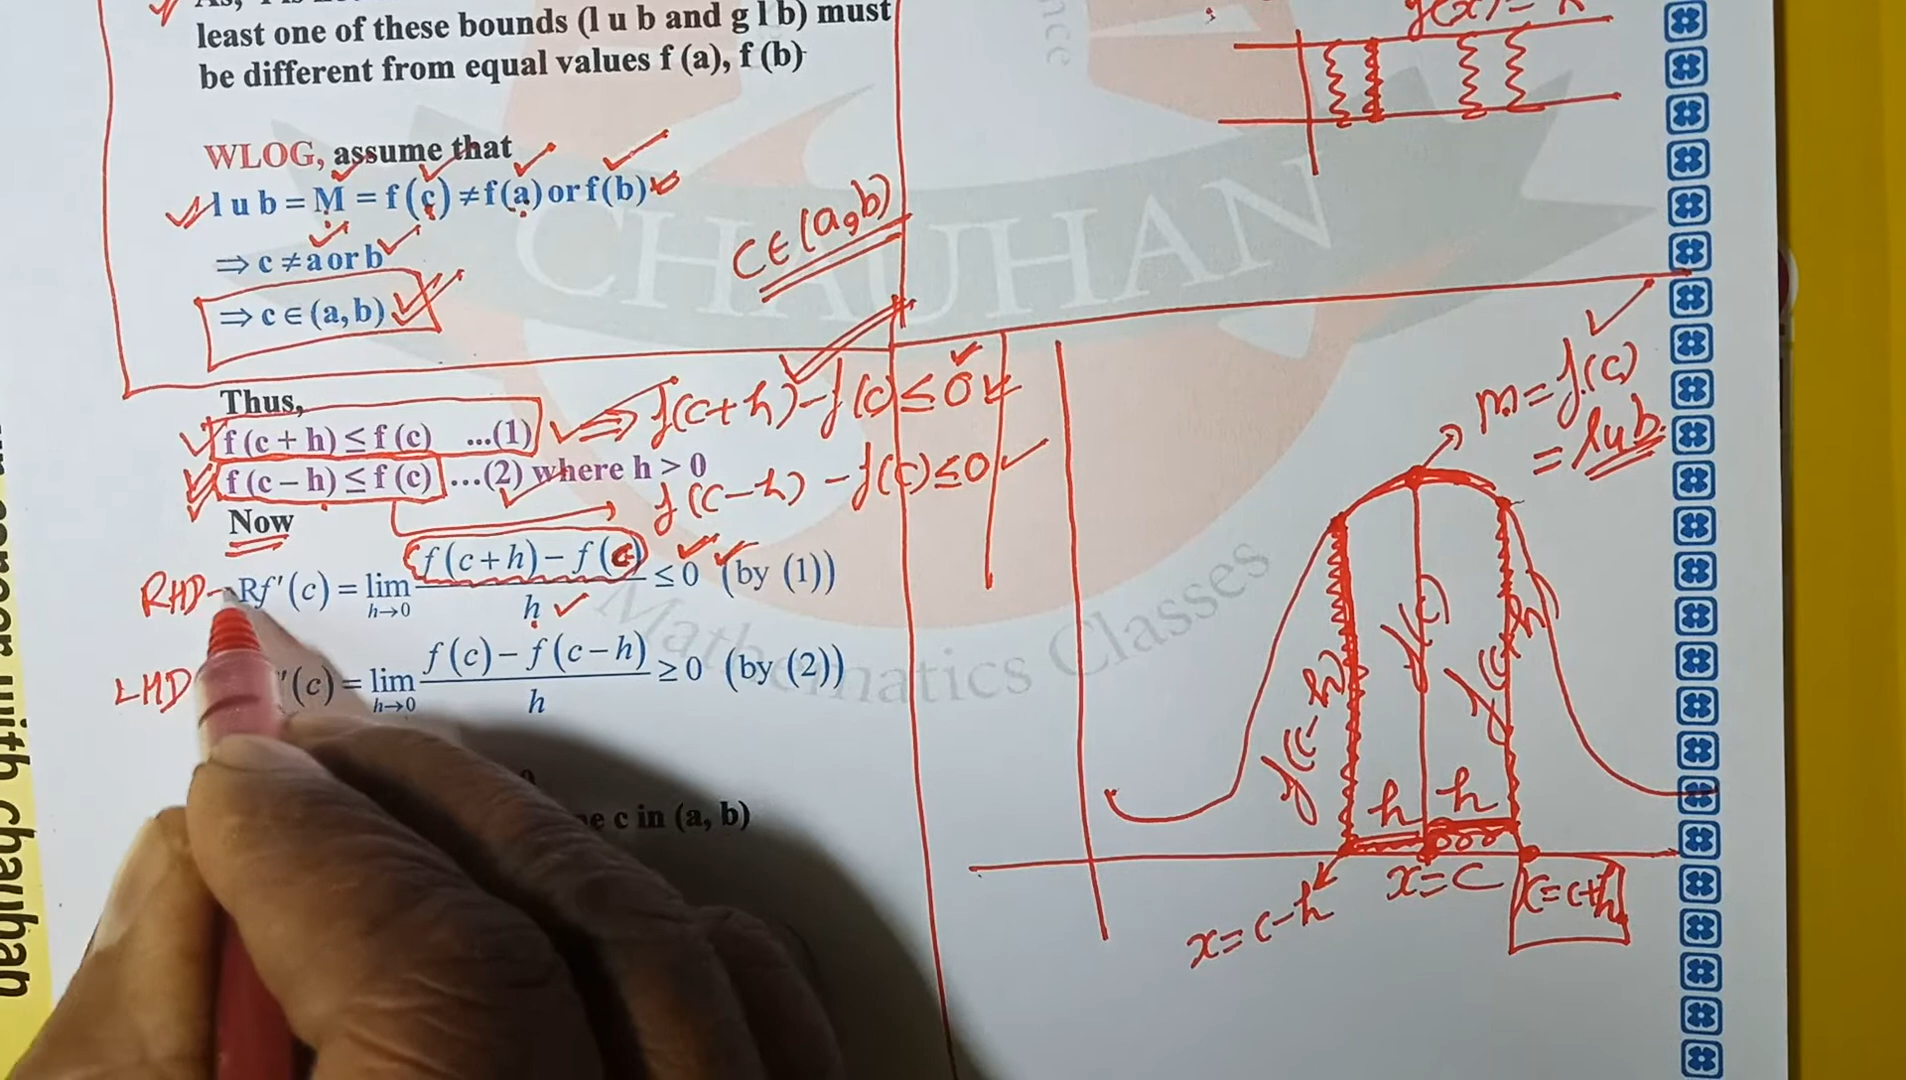 least one of these bounds (l u b and g l b) must
be different from equal values f (a), f (b)
WLOG, assume that
l u b = M = f (c) ≠ f (a) or f (b)
⇒ c ≠ a or b
⇒ c ∈ (a, b)
C∈(a,b)
Thus,
f (c + h) ≤ f (c) ...(1)
⇒ f(c+h) - f(c) ≤ 0
f (c – h) ≤ f (c) ...(2) where h > 0
f(c-h) - f(c) ≤ 0
Now
RHD - Rf'(c) = lim h→0 f(c+h) – f(c) / h ≤ 0 (by (1))
LHD '(c) = lim h→0 f(c) – f(c–h) / h ≥ 0 (by (2))
c in (a, b)
M = f(c)
= lub
f(c-h)
f(c)
f(c+h)
h h
x=c-h
x=c
x=c+h
CHAUHAN
Mathematics Classes
with chauhan